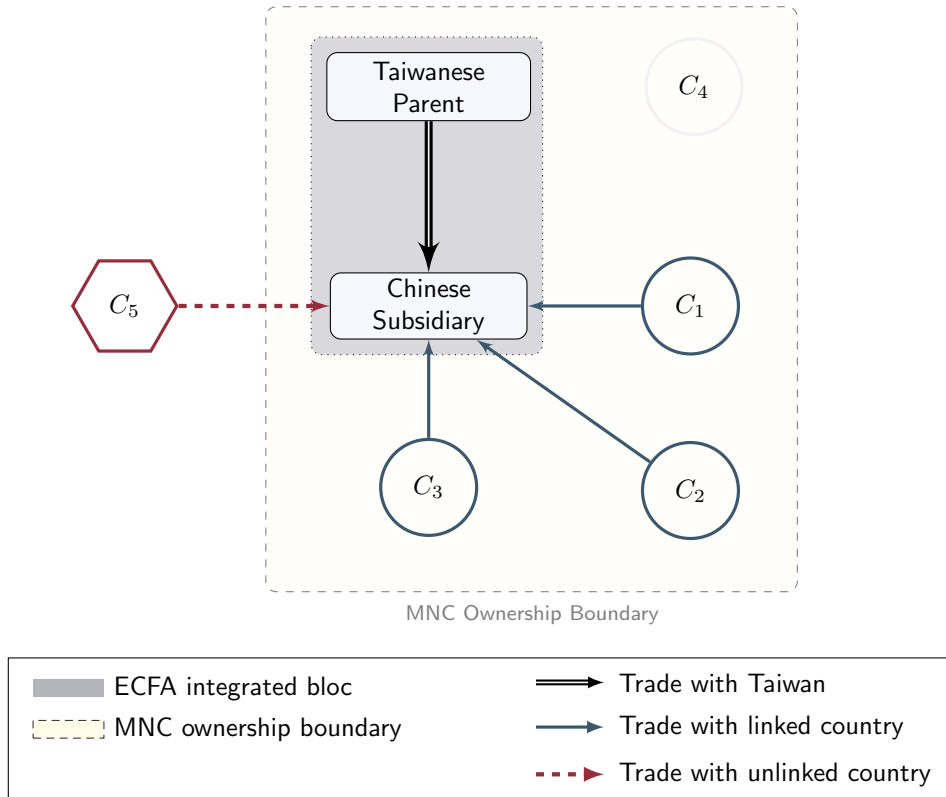 Taiwanese
Parent
C4
C5
Chinese
Subsidiary
C1
C3
C2
MNC Ownership Boundary
ECFA integrated bloc
MNC ownership boundary
Trade with Taiwan
Trade with linked country
Trade with unlinked country